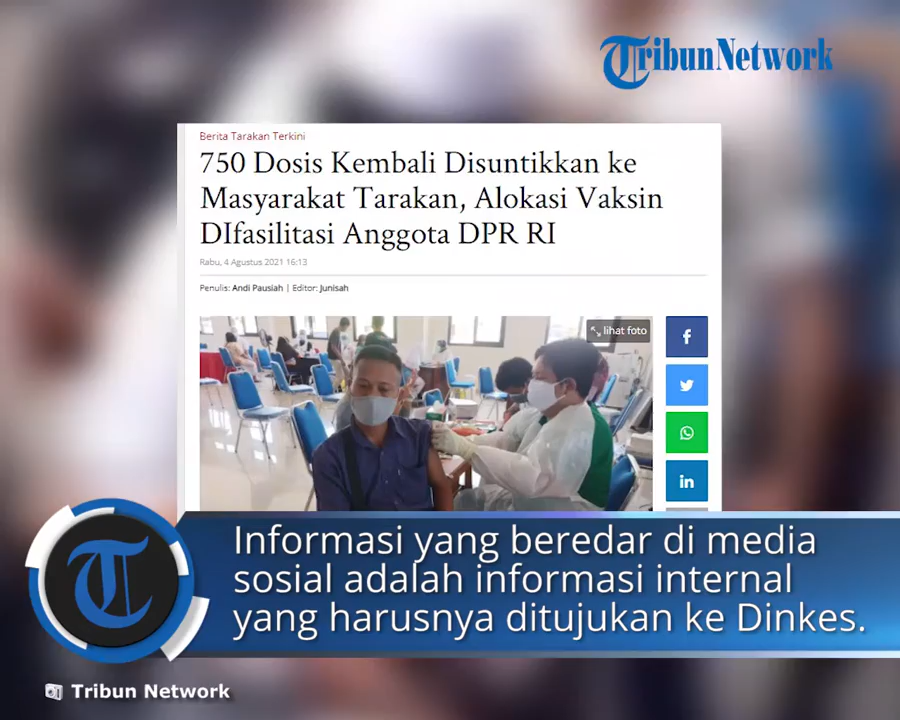 TribunNetwork
Berita Tarakan Terkini
750 Dosis Kembali Disuntikkan ke
Masyarakat Tarakan, Alokasi Vaksin
DIfasilitasi Anggota DPR RI
Rabu, 4 Agustus 2021 16:13
Penulis: Andi Pausiah | Editor: Junisah
lihat foto
f
in
T
Informasi yang beredar di media
sosial adalah informasi internal
yang harusnya ditujukan ke Dinkes.
Tribun Network